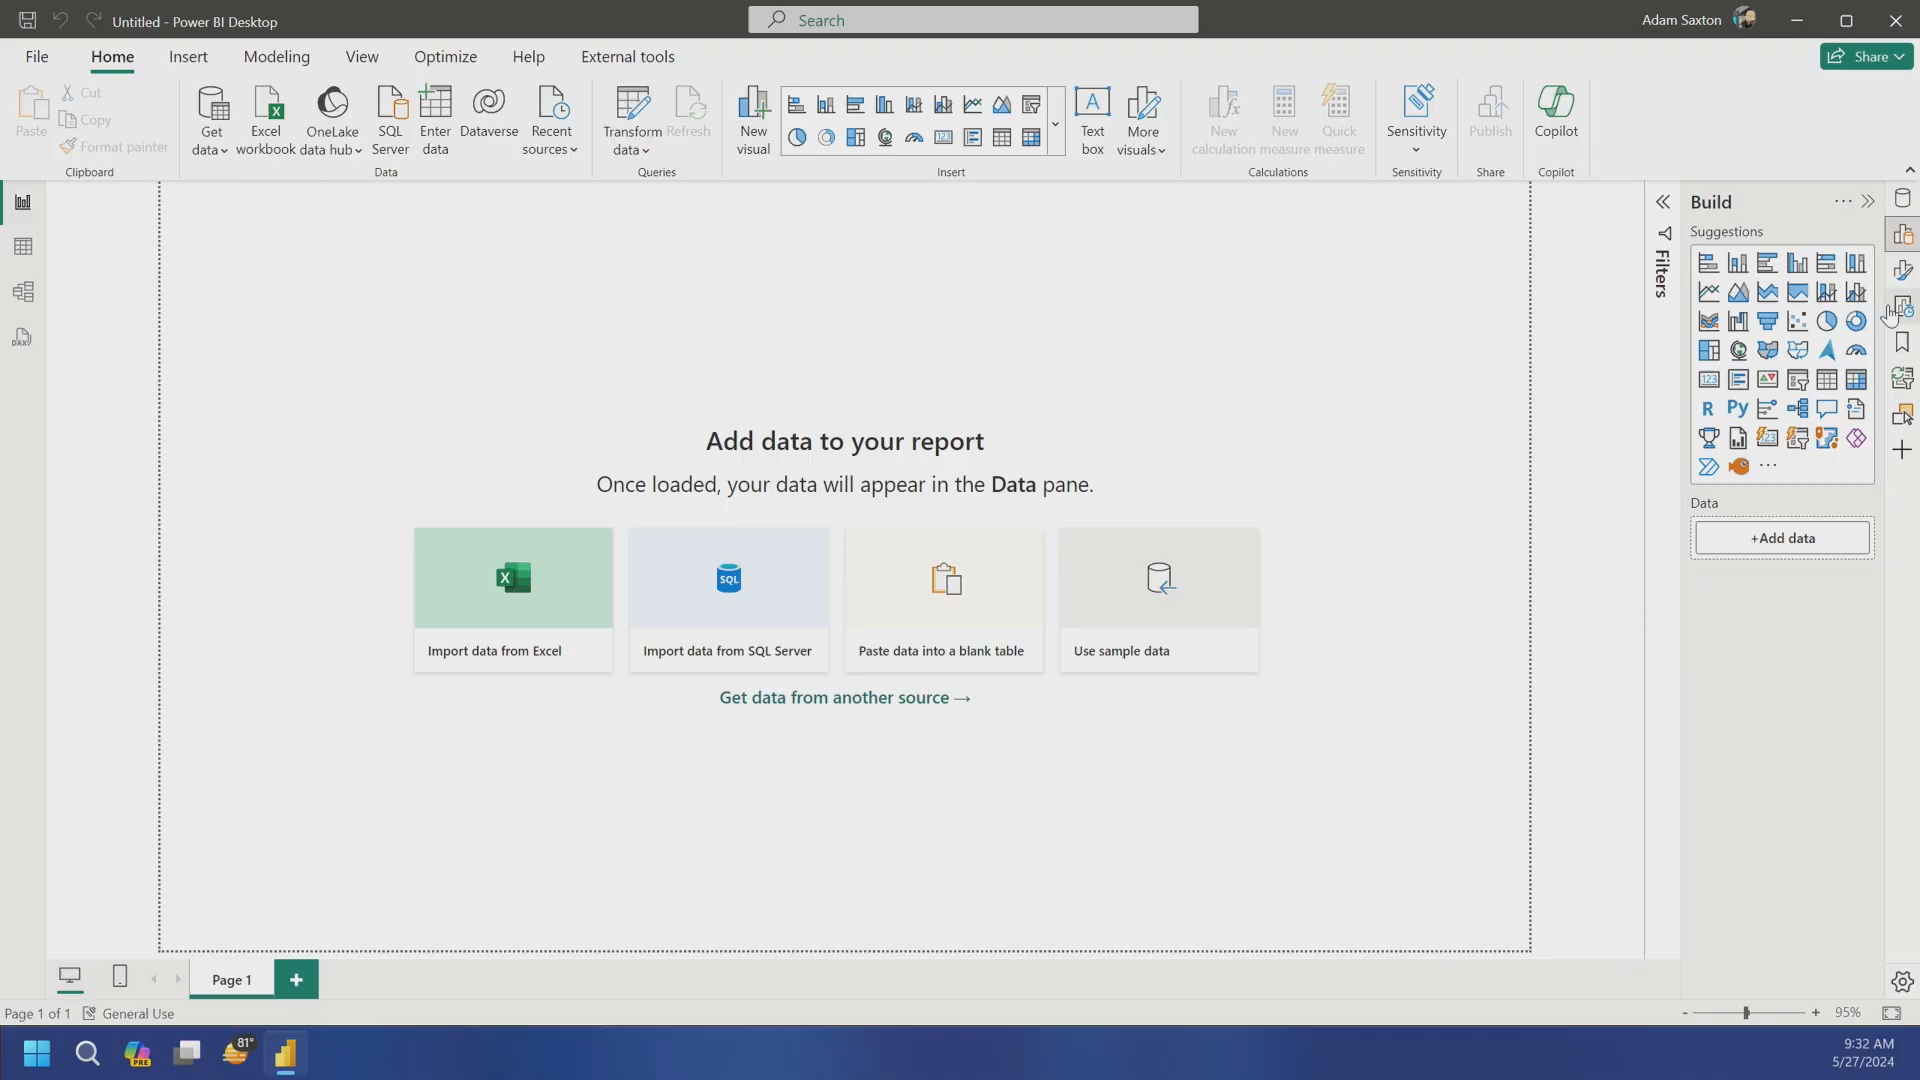 Untitled - Power BI Desktop
Search
Adam Saxton
File Home Insert Modeling View Optimize Help External tools
Share
Paste
Cut
Copy
Format painter
Clipboard
Get data
Excel workbook
OneLake data hub
SQL Server
Enter data
Dataverse
Recent sources
Data
Transform data
Refresh
Queries
New visual
123
A
Text box
More visuals
Insert
New calculation
New measure
Quick measure
Calculations
Sensitivity
Sensitivity
Publish
Share
Copilot
Copilot
DAX
Filters
Build
Suggestions
123
R Py
123
Data
+Add data
Add data to your report
Once loaded, your data will appear in the Data pane.
X
SQL
Import data from Excel
Import data from SQL Server
Paste data into a blank table
Use sample data
Get data from another source →
Page 1
+
Page 1 of 1
General Use
- + 95%
PRE
81°
9:32 AM
5/27/2024